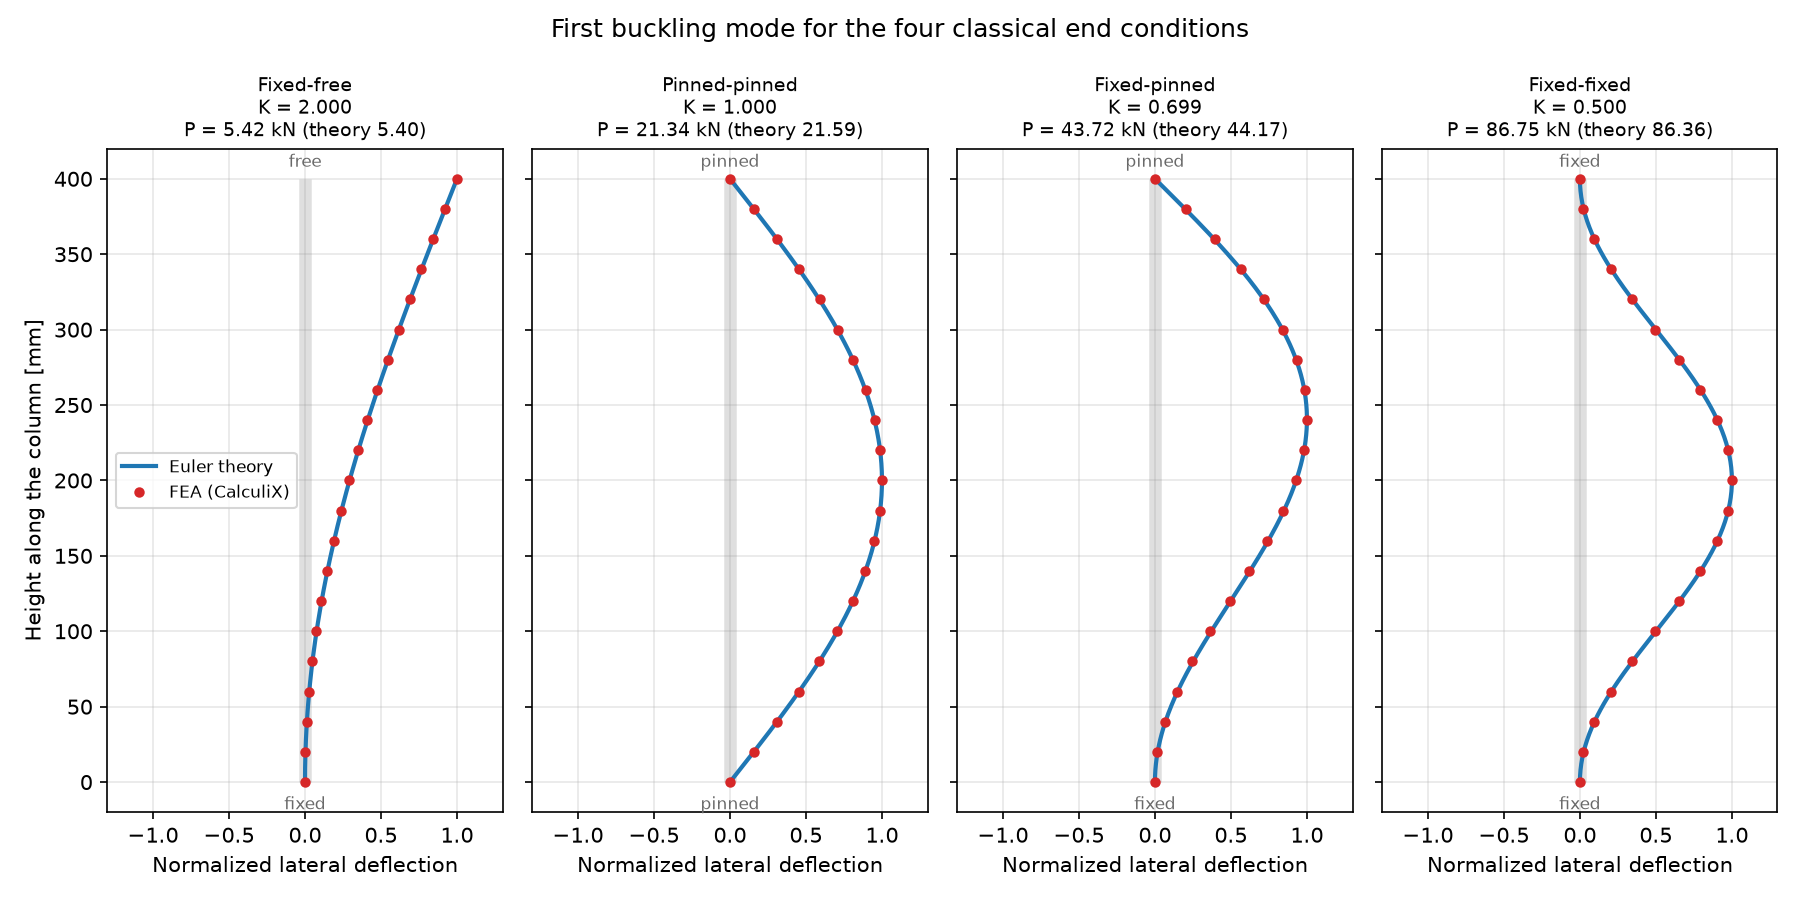 First buckling mode for the four classical end conditions
Fixed-free
K = 2.000
P = 5.42 kN (theory 5.40)
Pinned-pinned
K = 1.000
P = 21.34 kN (theory 21.59)
Fixed-pinned
K = 0.699
P = 43.72 kN (theory 44.17)
Fixed-fixed
K = 0.500
P = 86.75 kN (theory 86.36)
free
pinned
pinned
fixed
400
350
300
250
200
150
100
50
0
Height along the column [mm]
Euler theory
FEA (CalculiX)
fixed
pinned
fixed
fixed
−1.0 −0.5 0.0 0.5 1.0
−1.0 −0.5 0.0 0.5 1.0
−1.0 −0.5 0.0 0.5 1.0
−1.0 −0.5 0.0 0.5 1.0
Normalized lateral deflection
Normalized lateral deflection
Normalized lateral deflection
Normalized lateral deflection